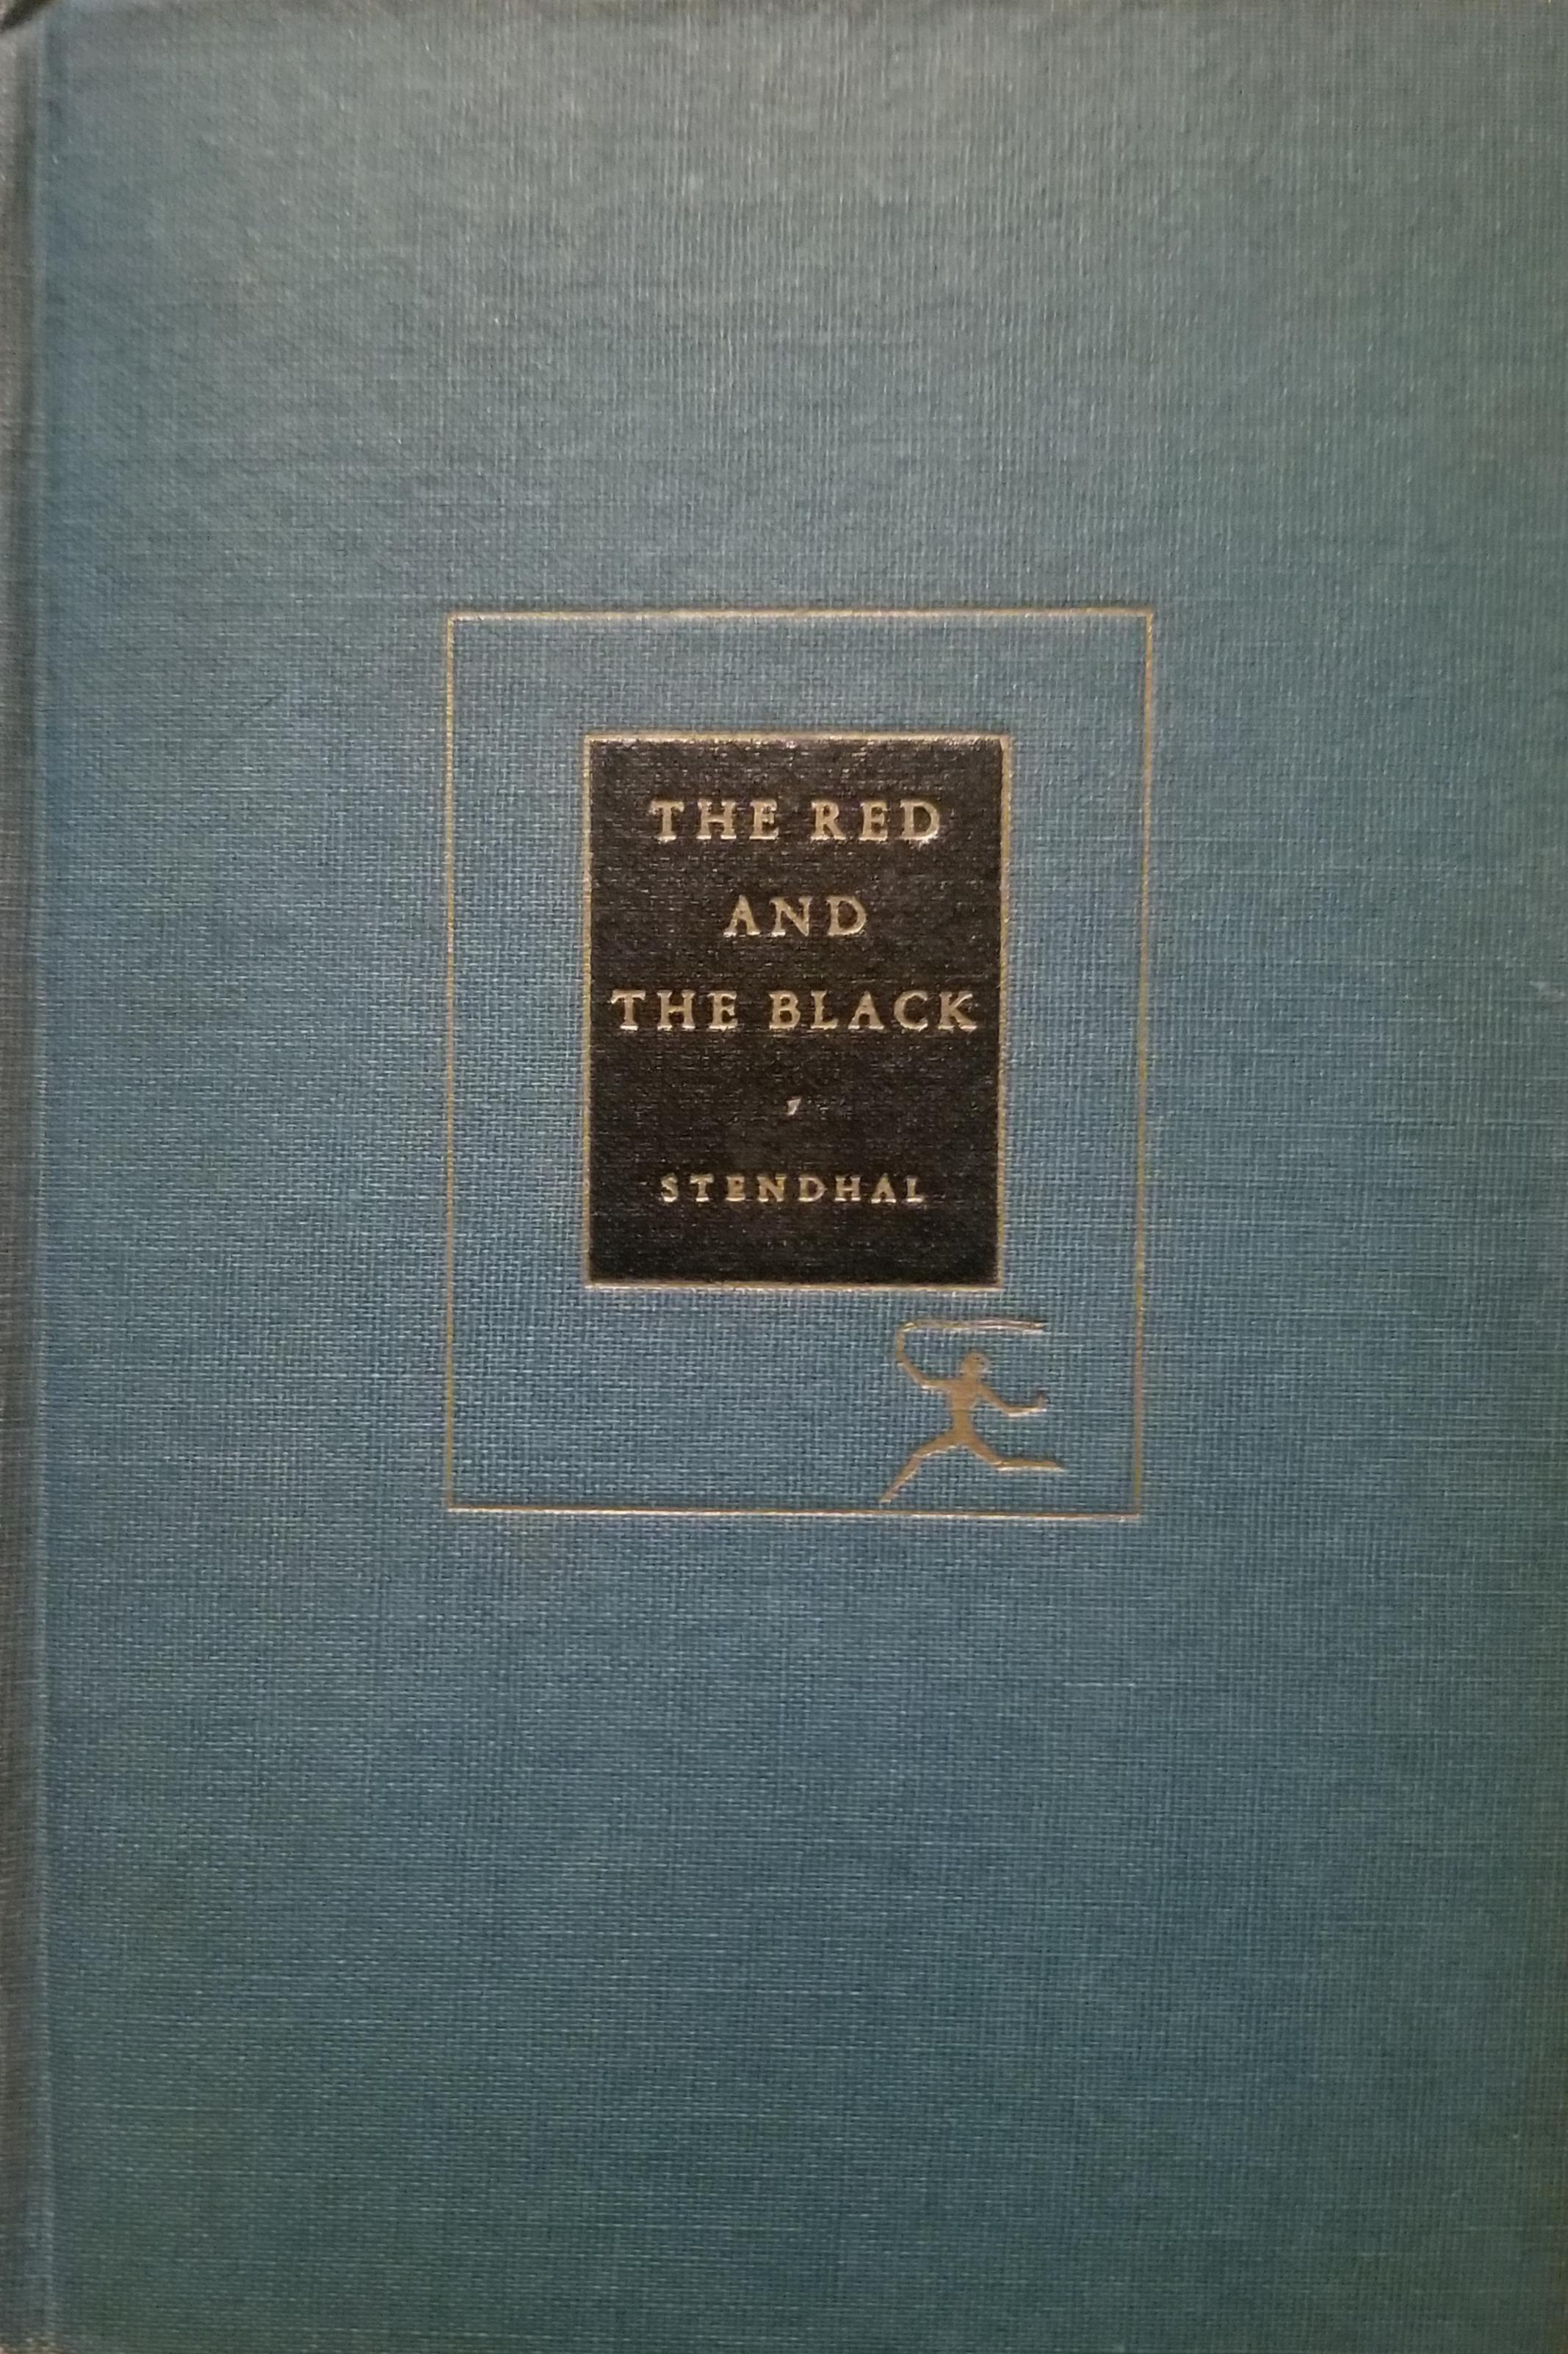 THE RED
AND
THE BLACK
STENDHAL